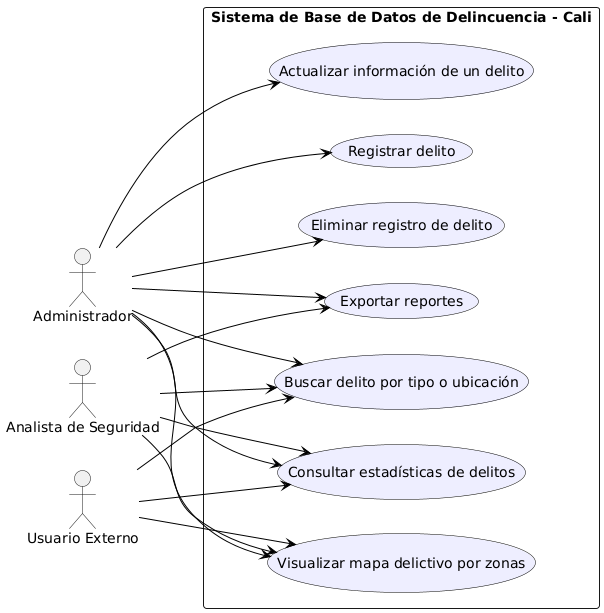 Sistema de Base de Datos de Delincuencia - Cali
Actualizar información de un delito
Registrar delito
Eliminar registro de delito
Exportar reportes
Administrador
Buscar delito por tipo o ubicación
Analista de Seguridad
Consultar estadísticas de delitos
Usuario Externo
Visualizar mapa delictivo por zonas